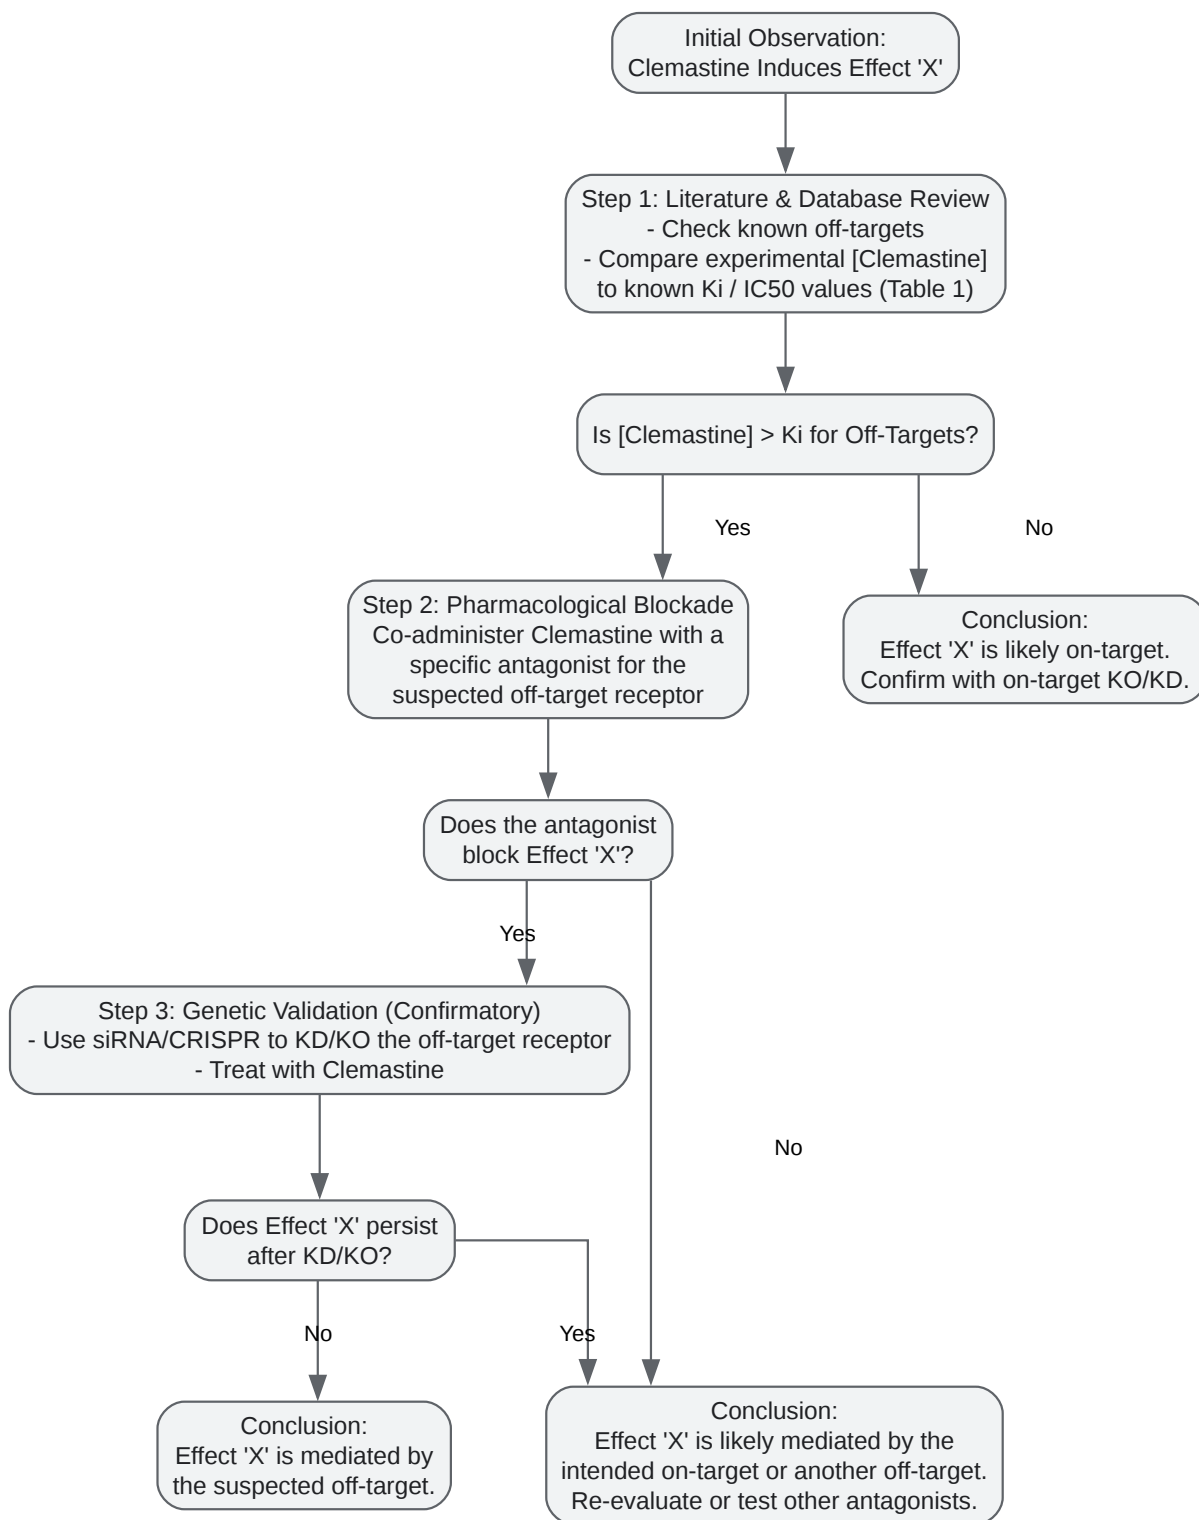 Initial Observation:
Clemastine Induces Effect 'X'
Step 1: Literature & Database Review
- Check known off-targets
- Compare experimental [Clemastine]
to known Ki / IC50 values (Table 1)
Is [Clemastine] > Ki for Off-Targets?
Yes
No
Step 2: Pharmacological Blockade
Co-administer Clemastine with a
specific antagonist for the
suspected off-target receptor
Conclusion:
Effect 'X' is likely on-target.
Confirm with on-target KO/KD.
Does the antagonist
block Effect 'X'?
Yes
Step 3: Genetic Validation (Confirmatory)
- Use siRNA/CRISPR to KD/KO the off-target receptor
- Treat with Clemastine
No
Does Effect 'X' persist
after KD/KO?
No
Yes
Conclusion:
Effect 'X' is mediated by
the suspected off-target.
Conclusion:
Effect 'X' is likely mediated by the
intended on-target or another off-target.
Re-evaluate or test other antagonists.